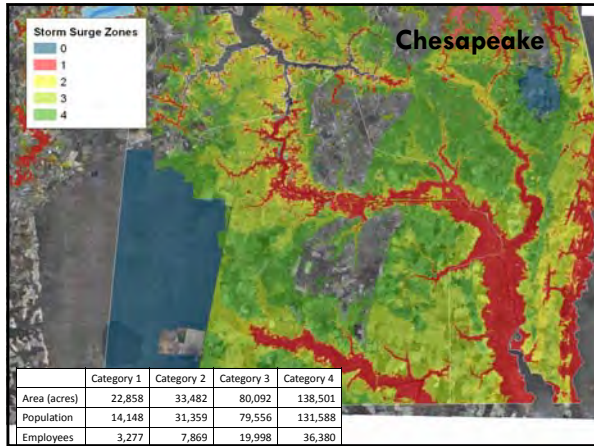 Chesapeake
Storm Surge Zones
0
1
2
3
4
Category 1 Category 2 Category 3 Category 4
Area (acres) 22,858 33,482 80,092 138,501
Population 14,148 31,359 79,556 131,588
Employees 3,277 7,869 19,998 36,380